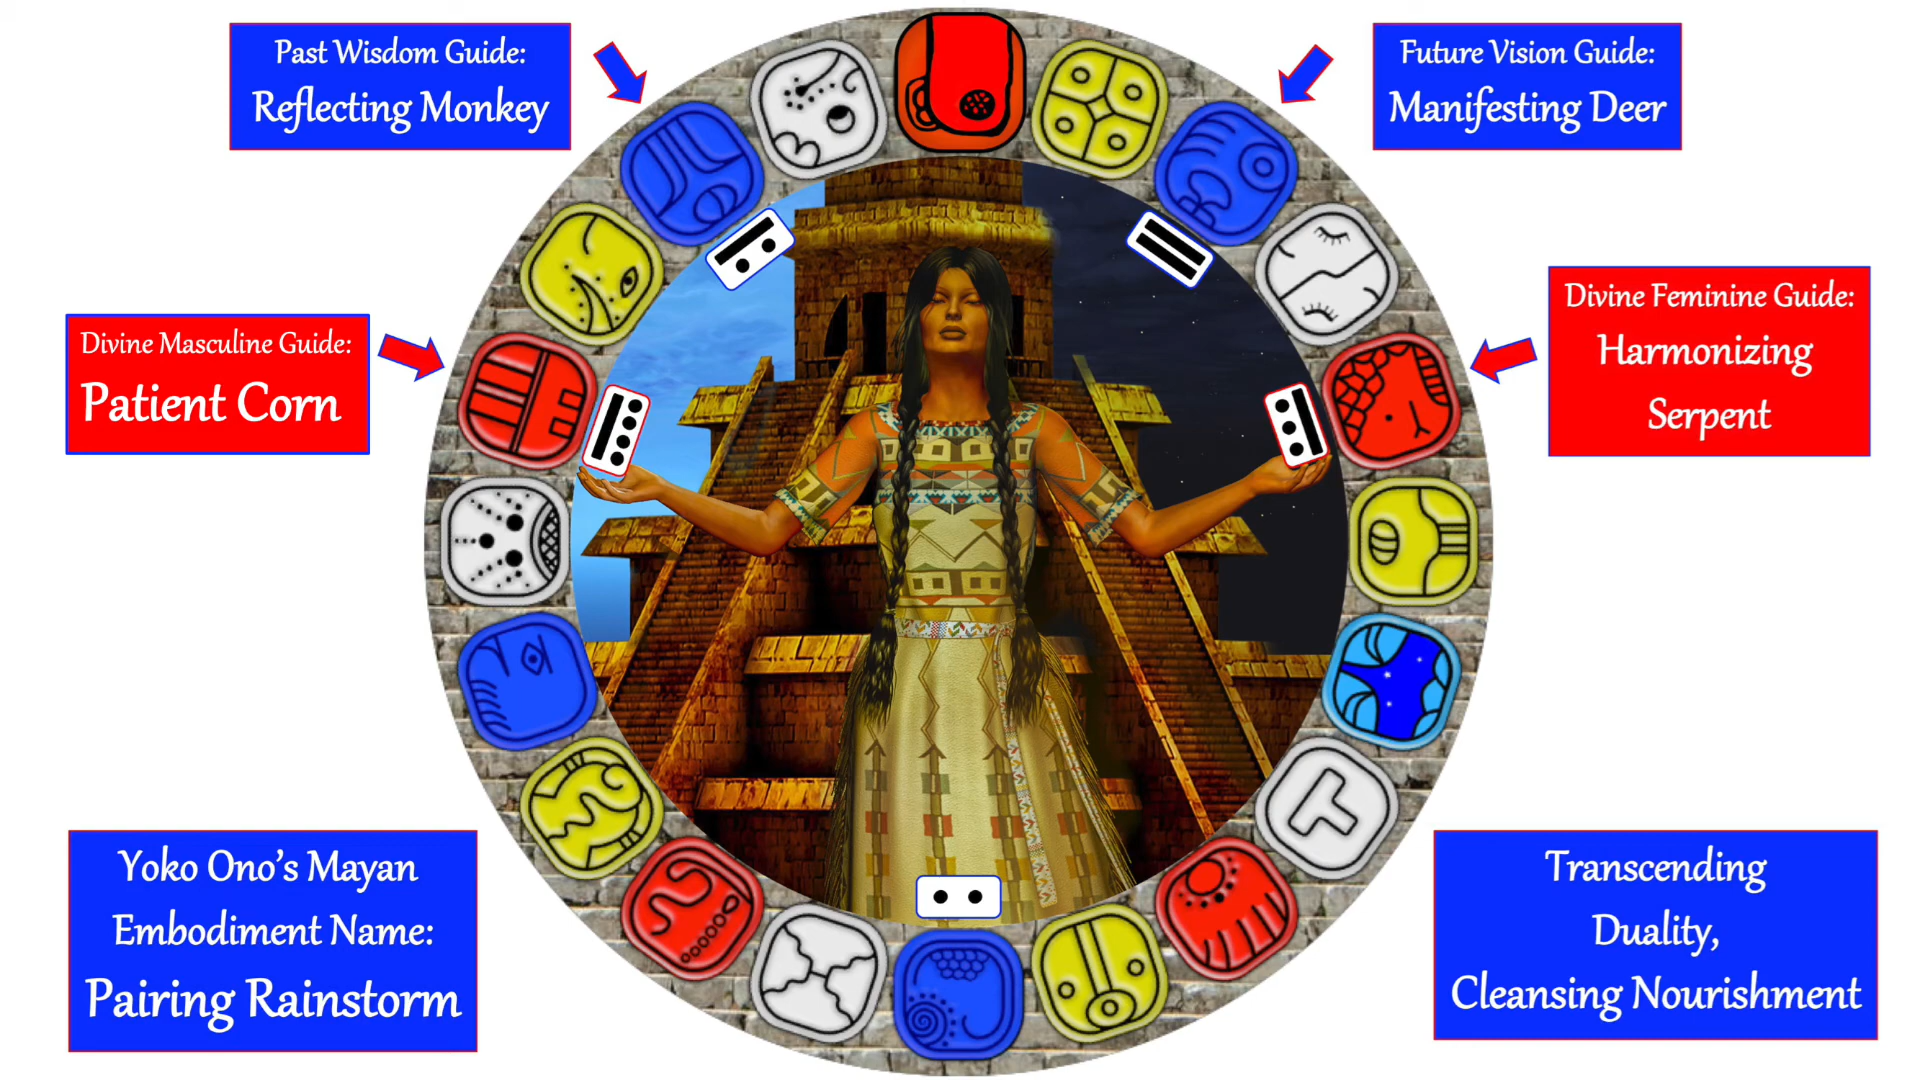 Past Wisdom Guide:
Reflecting Monkey
Future Vision Guide:
Manifesting Deer
Divine Masculine Guide:
Patient Corn
Divine Feminine Guide:
Harmonizing
Serpent
Yoko Ono's Mayan
Embodiment Name:
Pairing Rainstorm
Transcending
Duality,
Cleansing Nourishment